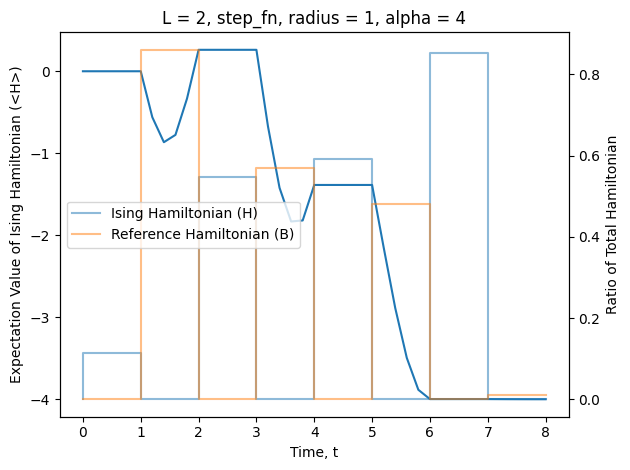 L = 2, step_fn, radius = 1, alpha = 4
Expectation Value of Ising Hamiltonian (<H>)
0
−1
−2
−3
−4
Ising Hamiltonian (H)
Reference Hamiltonian (B)
0.8
0.6
0.4
0.2
0.0
Ratio of Total Hamiltonian
0 1 2 3 4 5 6 7 8
Time, t